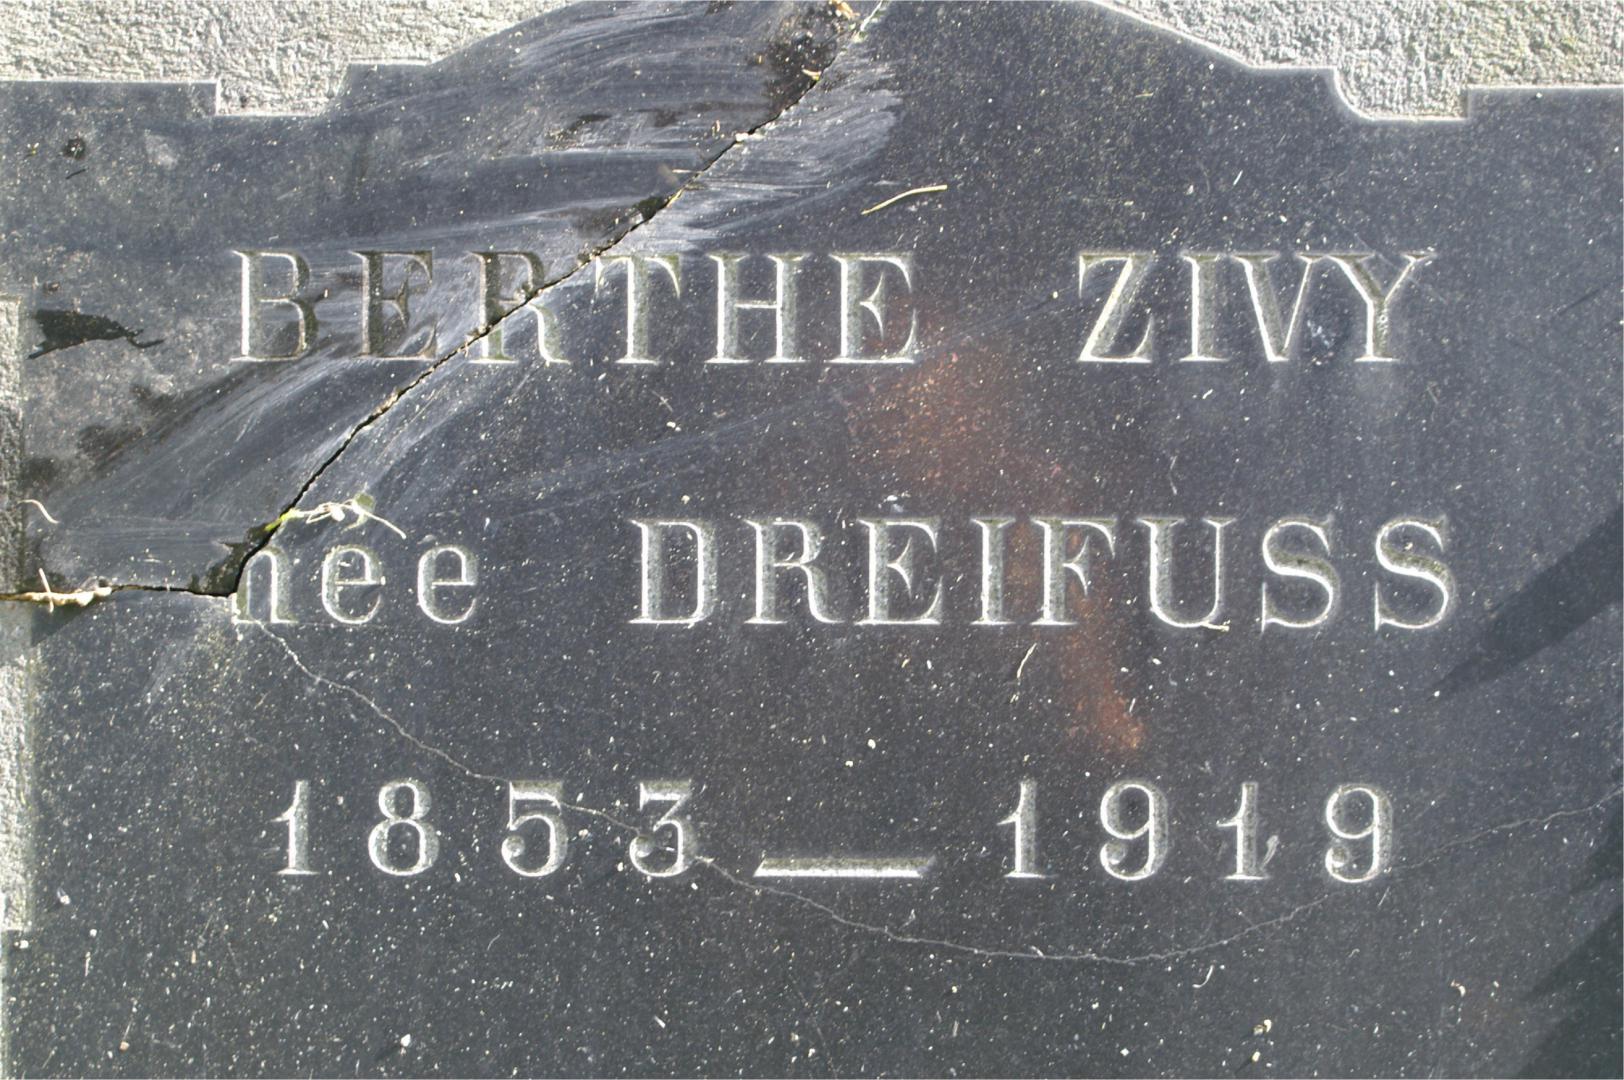 BERTHE ZIVY
née DREIFUSS
1853 — 1919